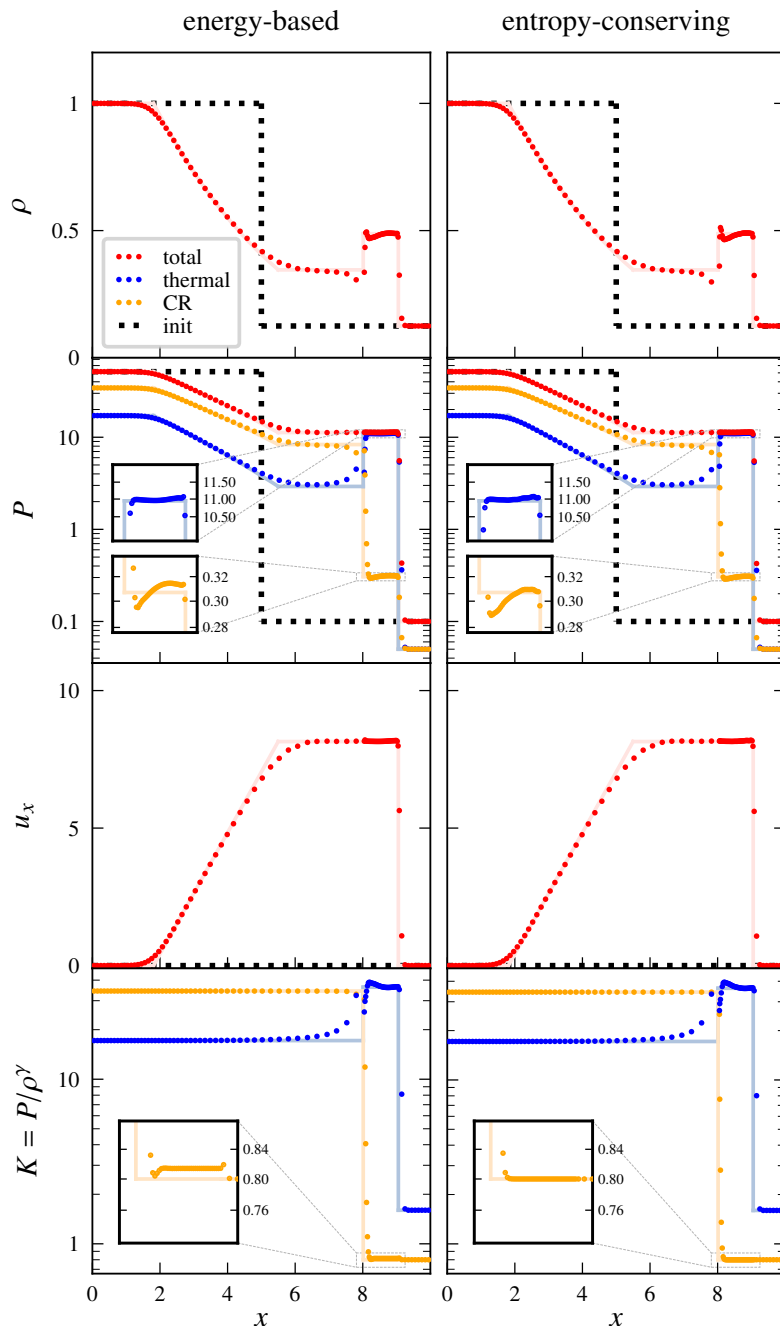 energy-based entropy-conserving
1
0.5
0
ρ
total
thermal
CR
init
10
1
0.1
P
11.50
11.00
10.50
0.32
0.30
0.28
11.50
11.00
10.50
0.32
0.30
0.28
10
5
0
u_x
10
1
K = P/ρ^γ
0.84
0.80
0.76
0.84
0.80
0.76
0 2 4 6 8 0 2 4 6 8
x x